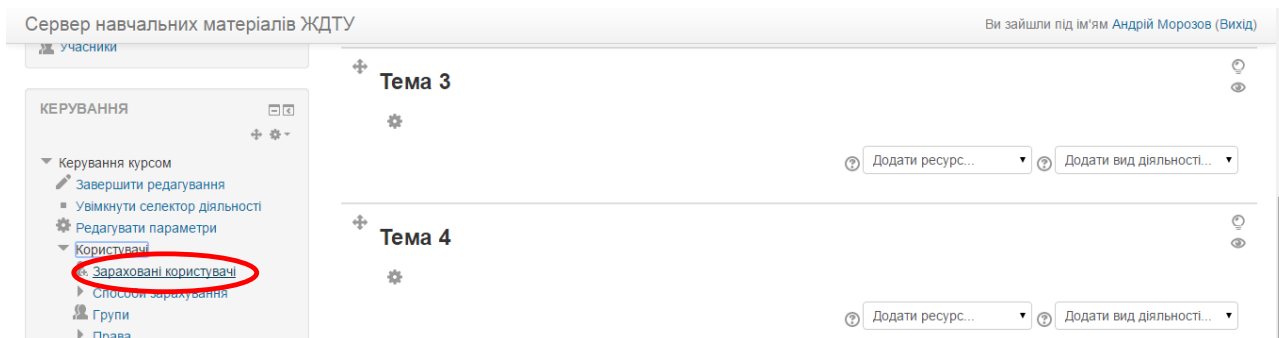 Сервер навчальних матеріалів ЖДТУ
Ви зайшли під ім'ям Андрій Морозов (Вихід)
Учасники
КЕРУВАННЯ
Керування курсом
Завершити редагування
Увімкнути селектор діяльності
Редагувати параметри
Користувачі
Зараховані користувачі
Способи зарахування
Групи
Права
Тема 3
Додати ресурс...
Додати вид діяльності...
Тема 4
Додати ресурс...
Додати вид діяльності...